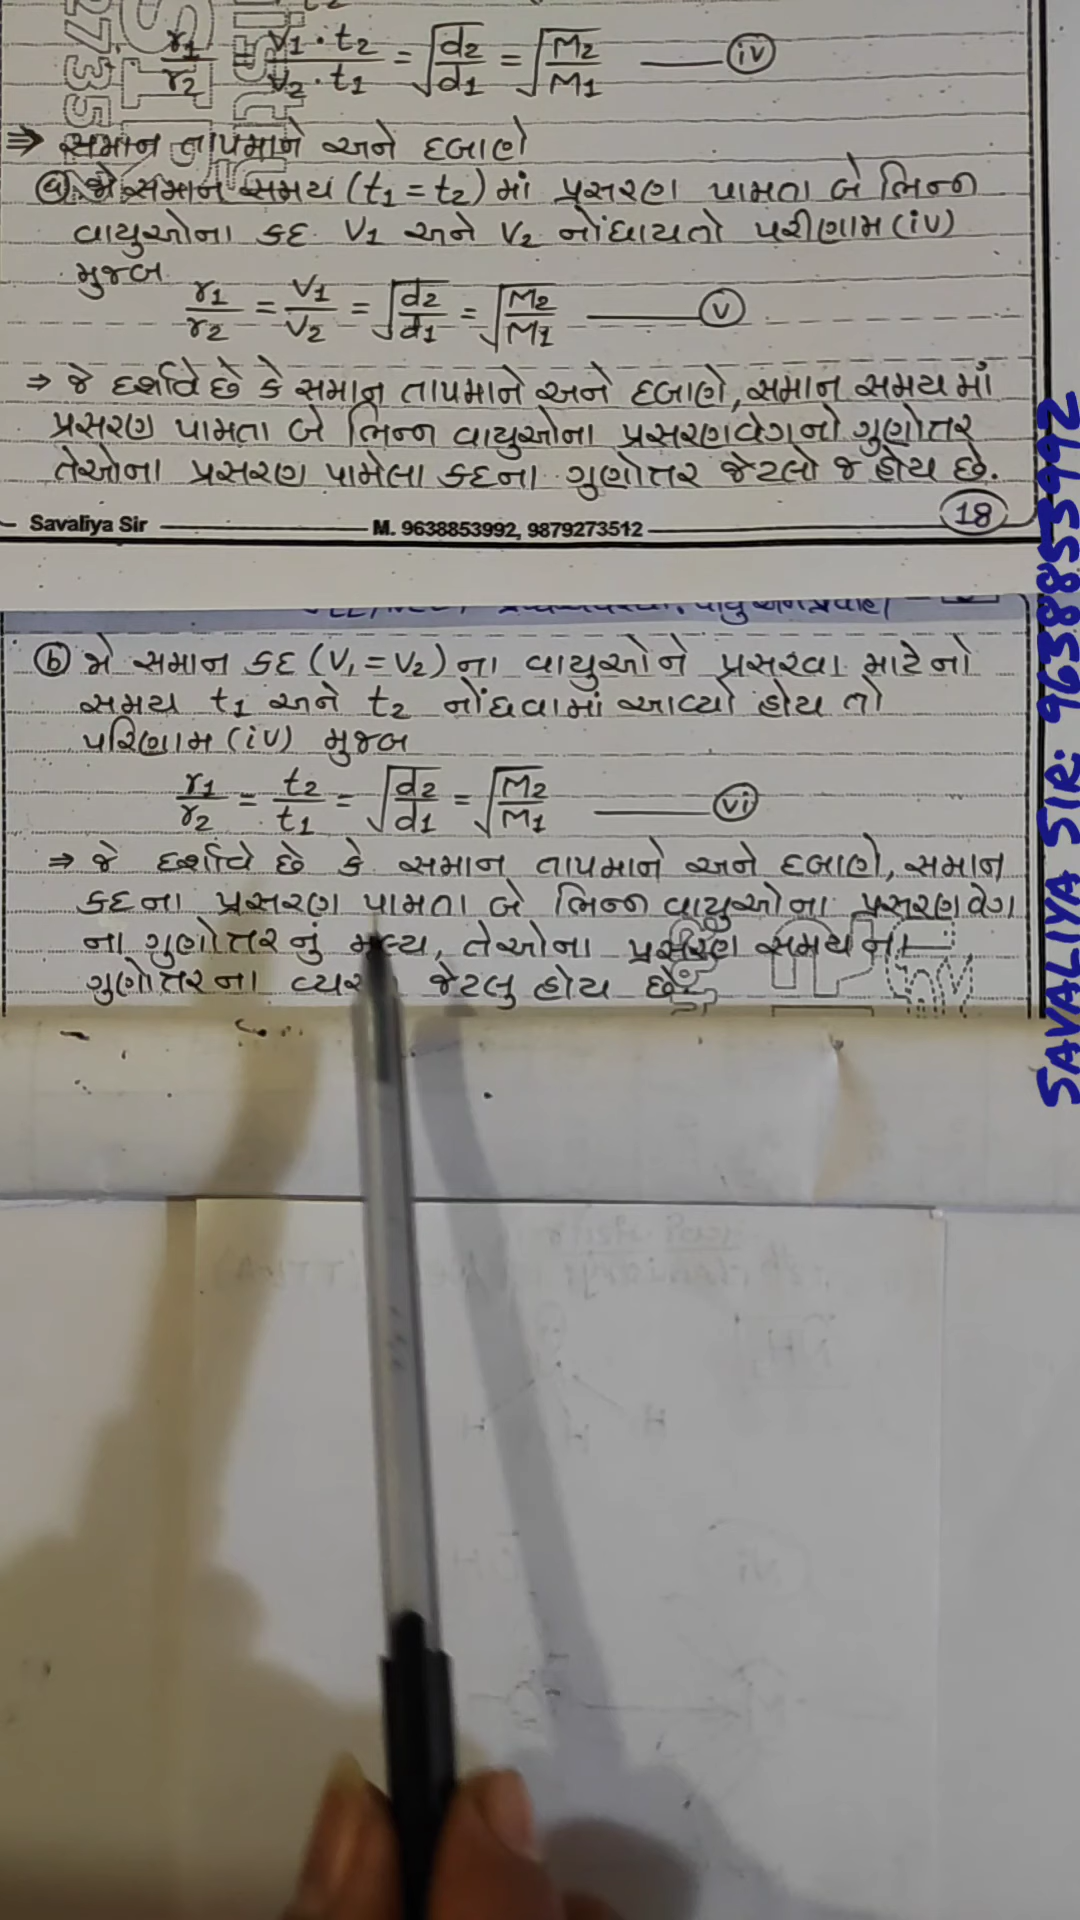 r1/r2 V1·t2/V2·t1 = √d2/d1 = √M2/M1 —— (iv)
⇒ સમાન તાપમાને અને દબાણે
(a) જો સમાન સમય (t1 = t2) માં પ્રસરણ પામતા બે ભિન્ન
વાયુઓના કદ V1 અને V2 નોંધાયતો પરીણામ (iv)
મુજબ
r1/r2 = V1/V2 = √d2/d1 = √M2/M1 —— (v)
⇒ જે દર્શાવે છે કે સમાન તાપમાને અને દબાણે, સમાન સમયમાં
પ્રસરણ પામતા બે ભિન્ન વાયુઓના પ્રસરણવેગનો ગુણોતર
તેઓના પ્રસરણ પામેલા કદના ગુણોતર જેટલો જ હોય છે.
Savaliya Sir M. 9638853992, 9879273512 18
(b) જો સમાન કદ (V1 = V2) ના વાયુઓને પ્રસરવા માટેનો
સમય t1 અને t2 નોંધવામાં આવ્યો હોય તો
પરિણામ (iv) મુજબ
r1/r2 = t2/t1 = √d2/d1 = √M2/M1 —— (vi)
⇒ જે દર્શાવે છે કે સમાન તાપમાને અને દબાણે, સમાન
કદના પ્રસરણ પામતા બે ભિન્ન વાયુઓના પ્રસરણવેગ
ના ગુણોતરનું મૂલ્ય, તેઓના પ્રસરણ સમયના
ગુણોતરના જેટલુ હોય છે.
SAVALIYA SIR: 9638853992